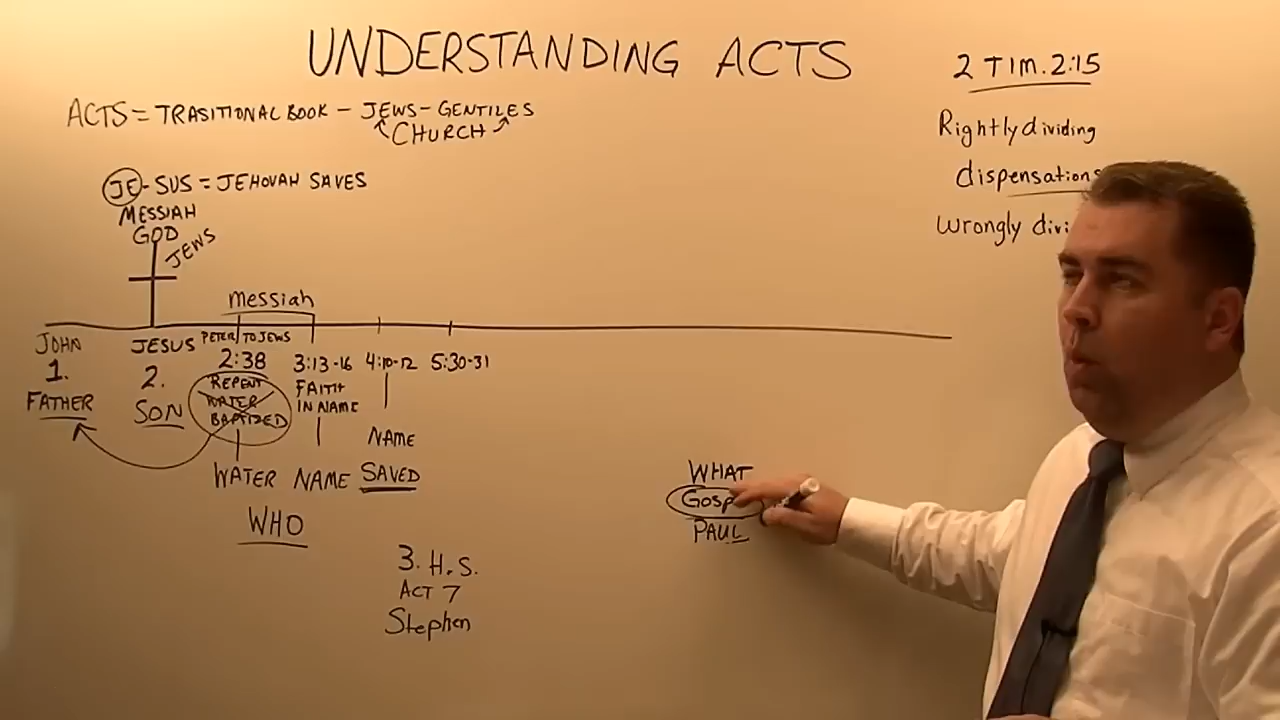 UNDERSTANDING ACTS
2 TIM. 2:15
ACTS = TRASITIONAL BOOK - JEWS - GENTILES
CHURCH
Rightly dividing
dispensations
wrongly divi
JE-SUS = JEHOVAH SAVES
MESSIAH
GOD
JEWS
messiah
PETER/TO JEWS
JOHN
JESUS
2:38
3:13-16
4:10-12
5:30-31
1.
2.
REPENT
WATER
BAPTIZED
FAITH
IN NAME
FATHER
SON
NAME
WATER
NAME
SAVED
WHO
WHAT
Gosp
PAUL
3. H.S.
ACT 7
Stephen